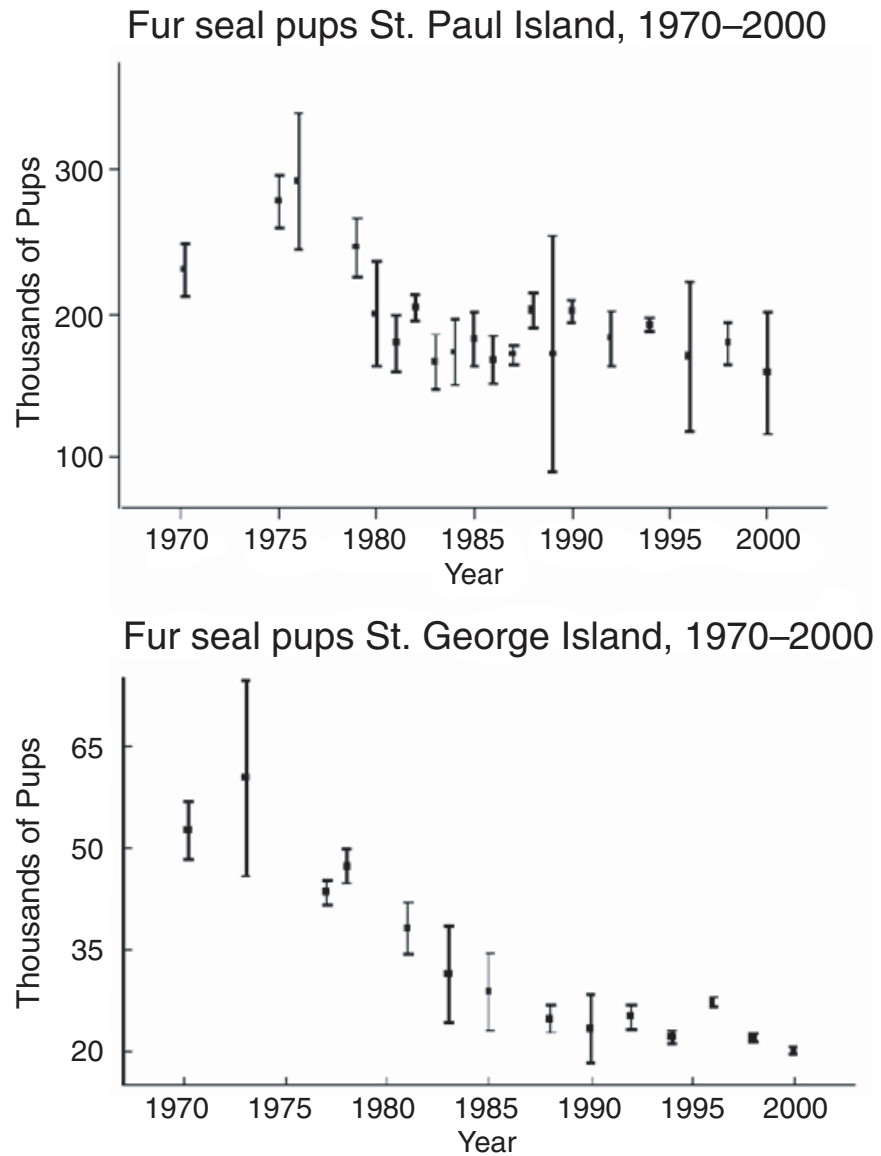 Fur seal pups St. Paul Island, 1970–2000
Thousands of Pups
300
200
100
1970 1975 1980 1985 1990 1995 2000
Year
Fur seal pups St. George Island, 1970–2000
Thousands of Pups
65
50
35
20
1970 1975 1980 1985 1990 1995 2000
Year